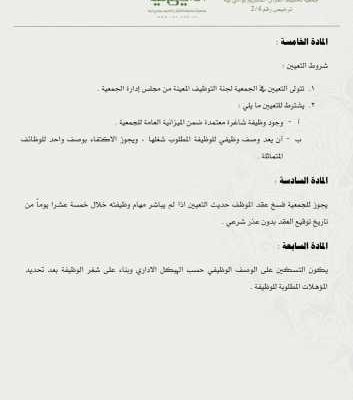 ترخيص رقم 2/4
المادة الخامسة :
شروط التعيين :
١. تتولى التعيين في الجمعية لجنة التوظيف المعينة من مجلس إدارة الجمعية .
٢. يشترط للتعيين ما يلي :
أ - وجود وظيفة شاغرة معتمدة ضمن الميزانية العامة للجمعية .
ب - أن يعد وصف وظيفي للوظيفة المطلوب شغلها ، ويجوز الاكتفاء بوصف واحد للوظائف
المتماثلة .
المادة السادسة :
يجوز للجمعية فسخ عقد الموظف حديث التعيين اذا لم يباشر مهام وظيفته خلال خمسة عشرا يوماً من
تاريخ توقيع العقد بدون عذر شرعي .
المادة السابعة :
يكون التسكين على الوصف الوظيفي حسب الهيكل الاداري وبناء على شغر الوظيفة بعد تحديد
المؤهلات المطلوبة للوظيفة .